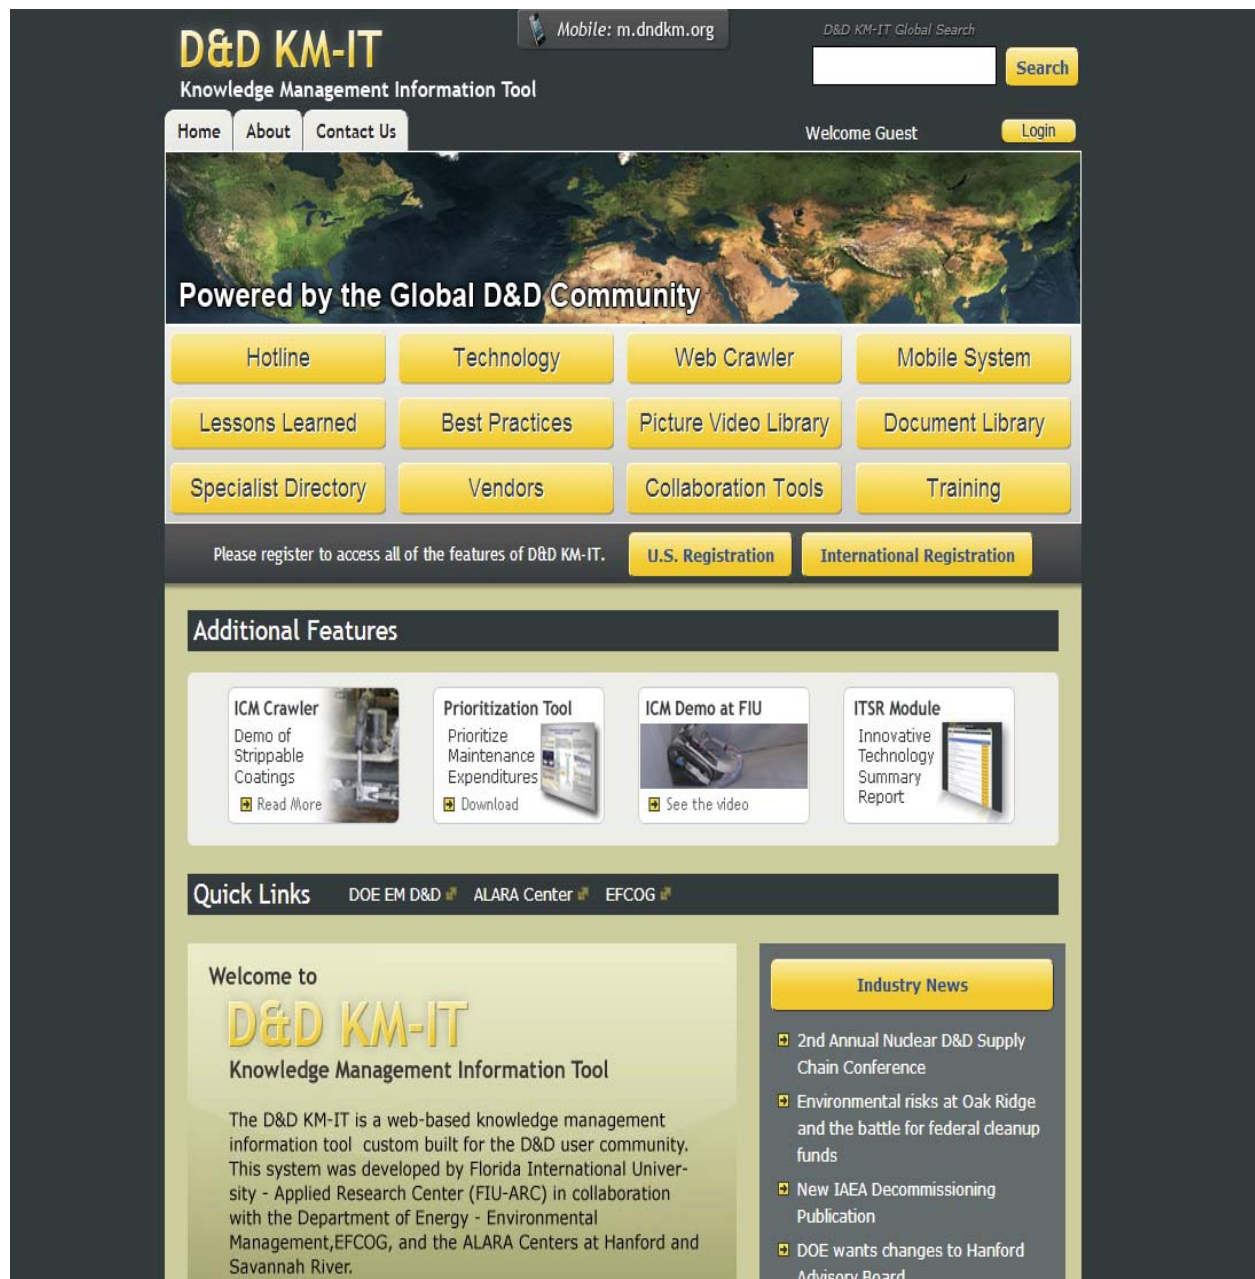 D&D KM-IT
Knowledge Management Information Tool
Mobile: m.dndkm.org
D&D KM-IT Global Search
Search
Home About Contact Us
Welcome Guest
Login
Powered by the Global D&D Community
Hotline Technology Web Crawler Mobile System
Lessons Learned Best Practices Picture Video Library Document Library
Specialist Directory Vendors Collaboration Tools Training
Please register to access all of the features of D&D KM-IT.
U.S. Registration
International Registration
Additional Features
ICM Crawler
Demo of
Strippable
Coatings
Read More
Prioritization Tool
Prioritize
Maintenance
Expenditures
Download
ICM Demo at FIU
See the video
ITSR Module
Innovative
Technology
Summary
Report
Quick Links DOE EM D&D ALARA Center EFCOG
Welcome to
D&D KM-IT
Knowledge Management Information Tool
The D&D KM-IT is a web-based knowledge management
information tool custom built for the D&D user community.
This system was developed by Florida International Univer-
sity - Applied Research Center (FIU-ARC) in collaboration
with the Department of Energy - Environmental
Management,EFCOG, and the ALARA Centers at Hanford and
Savannah River.
Industry News
2nd Annual Nuclear D&D Supply
Chain Conference
Environmental risks at Oak Ridge
and the battle for federal cleanup
funds
New IAEA Decommissioning
Publication
DOE wants changes to Hanford
Advisory Board